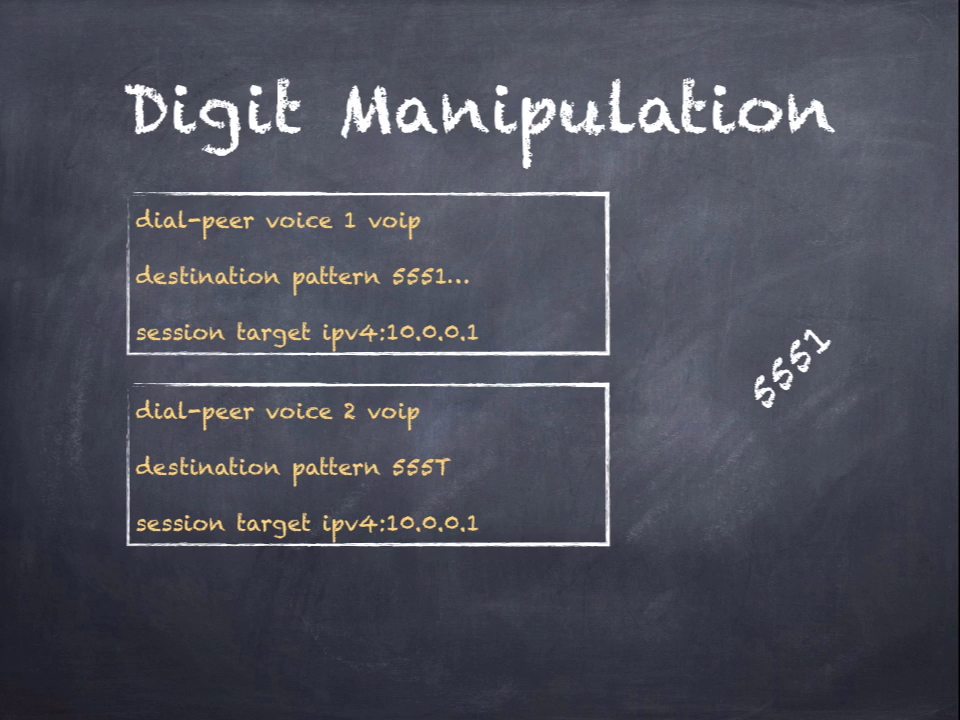 Digit Manipulation
dial-peer voice 1 voip
destination pattern 5551...
session target ipv4:10.0.0.1
dial-peer voice 2 voip
destination pattern 555T
session target ipv4:10.0.0.1
5551